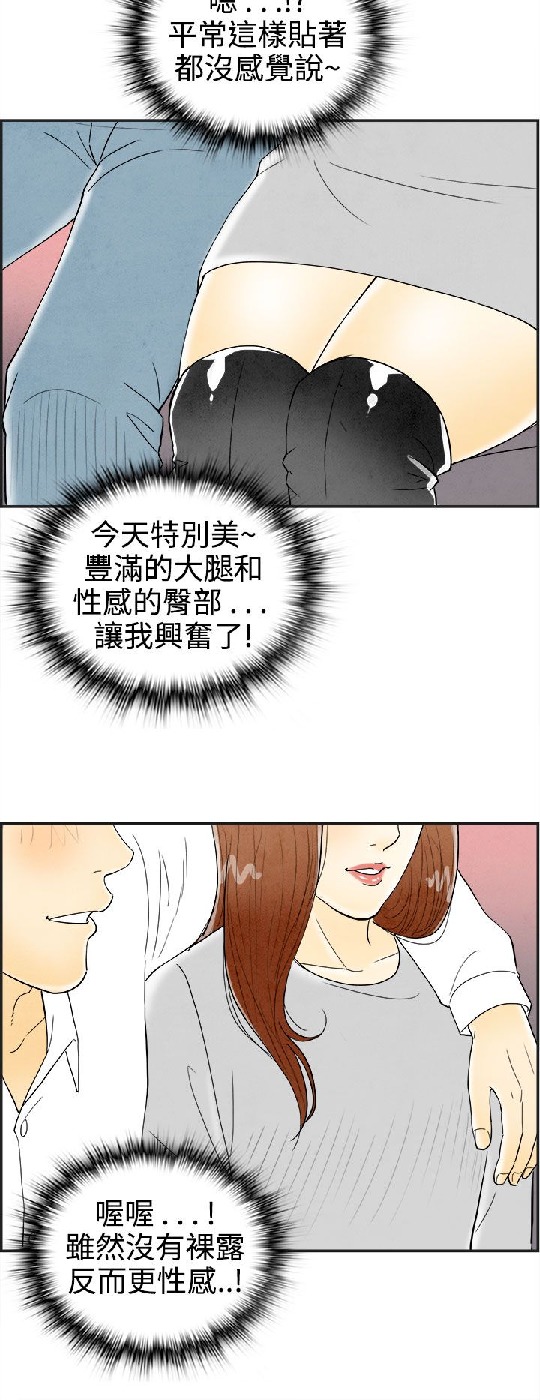 嗯...!?
平常這樣貼著
都沒感覺說~
今天特別美~
豐滿的大腿和
性感的臀部...
讓我興奮了!
喔喔...!
雖然沒有裸露
反而更性感..!